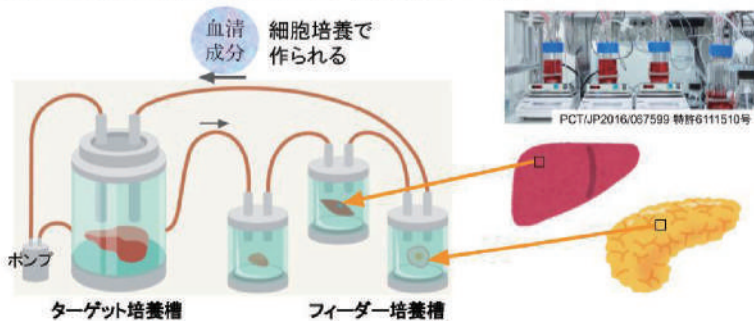 血清
成分
細胞培養で
作られる
PCT/JP2016/067599 特許6111510号
ポンプ
ターゲット培養槽
フィーダー培養槽